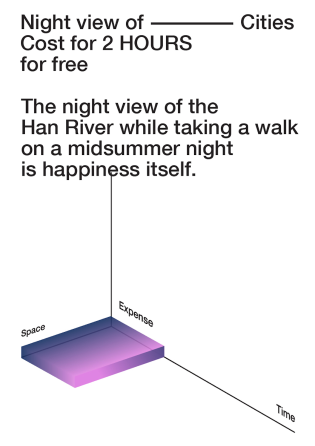 Night view of ———— Cities
Cost for 2 HOURS
for free
The night view of the
Han River while taking a walk
on a midsummer night
is happiness itself.
Expense
Space
Time